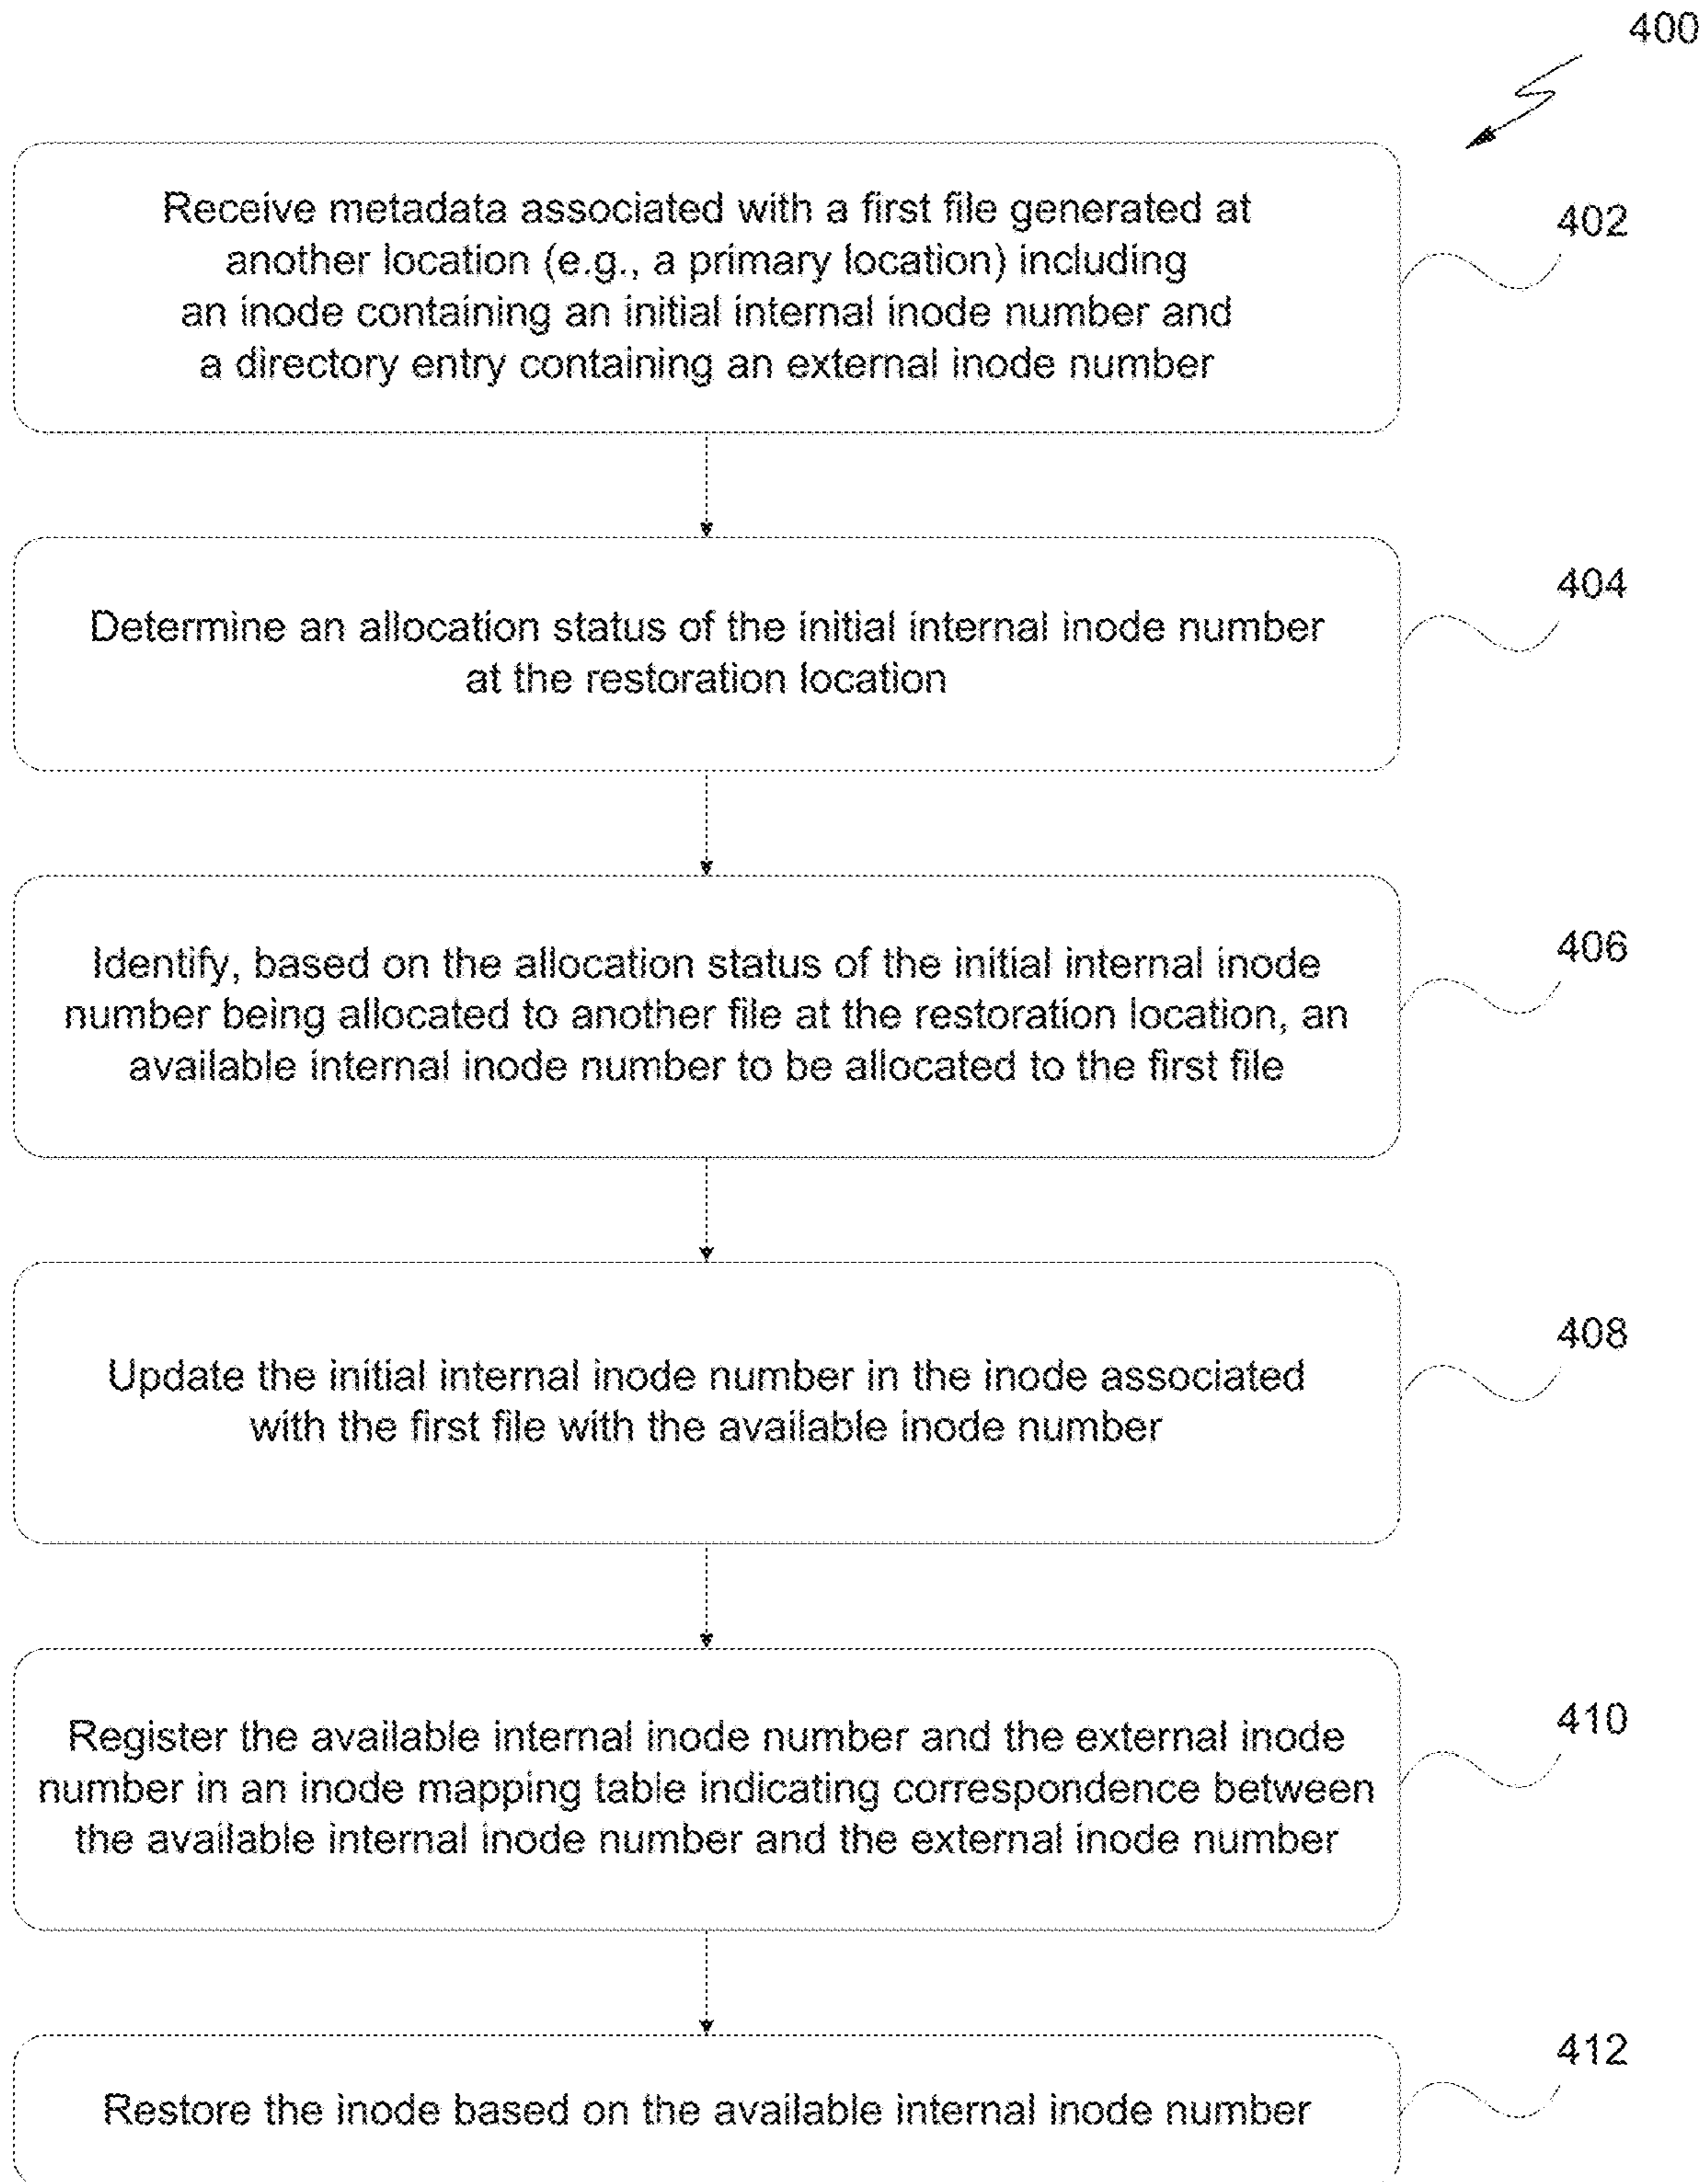 400
Receive metadata associated with a first file generated at
another location (e.g., a primary location) including
an inode containing an initial internal inode number and
a directory entry containing an external inode number
402
Determine an allocation status of the initial internal inode number
at the restoration location
404
Identify, based on the allocation status of the initial internal inode
number being allocated to another file at the restoration location, an
available internal inode number to be allocated to the first file
406
Update the initial internal inode number in the inode associated
with the first file with the available inode number
408
Register the available internal inode number and the external inode
number in an inode mapping table indicating correspondence between
the available internal inode number and the external inode number
410
Restore the inode based on the available internal inode number
412